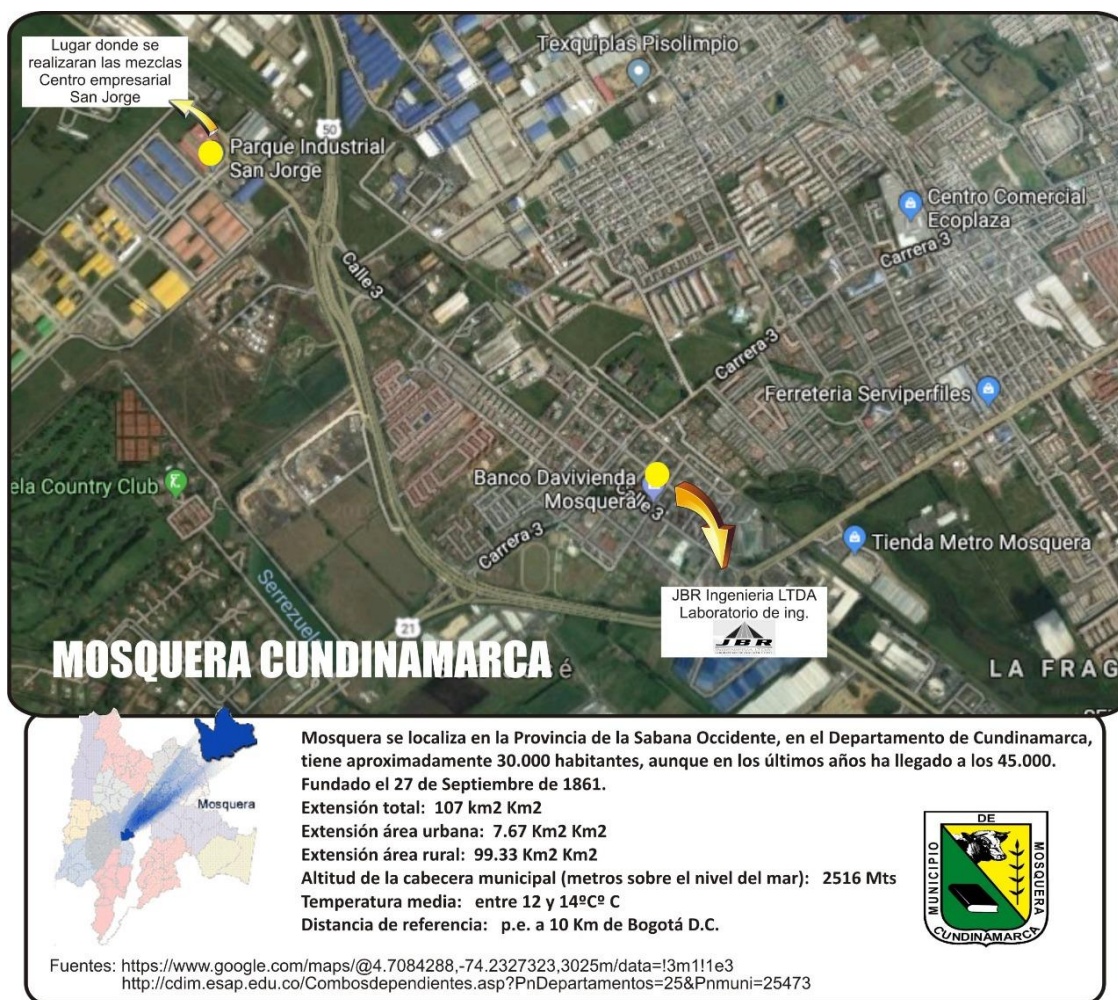 Lugar donde se
realizaran las mezclas
Centro empresarial
San Jorge
Texquiplas Pisolimpio
50
Parque Industrial
San Jorge
Centro Comercial
Ecoplaza
Carrera 3
Calle 3
Carrera 3
Ferreteria Serviperfiles
Banco Davivienda
Mosquera
Calle 3
ela Country Club
Carrera 3
Tienda Metro Mosquera
Serrezuel
JBR Ingenieria LTDA
Laboratorio de ing.
JBR
21
MOSQUERA CUNDINAMARCA
LA FRAG
Mosquera
Mosquera se localiza en la Provincia de la Sabana Occidente, en el Departamento de Cundinamarca,
tiene aproximadamente 30.000 habitantes, aunque en los últimos años ha llegado a los 45.000.
Fundado el 27 de Septiembre de 1861.
Extensión total: 107 km2 Km2
Extensión área urbana: 7.67 Km2 Km2
Extensión área rural: 99.33 Km2 Km2
Altitud de la cabecera municipal (metros sobre el nivel del mar): 2516 Mts
Temperatura media: entre 12 y 14ºCº C
Distancia de referencia: p.e. a 10 Km de Bogotá D.C.
MUNICIPIO
DE
MOSQUERA
CUNDINAMARCA
Fuentes: https://www.google.com/maps/@4.7084288,-74.2327323,3025m/data=!3m1!1e3
http://cdim.esap.edu.co/Combosdependientes.asp?PnDepartamentos=25&Pnmuni=25473